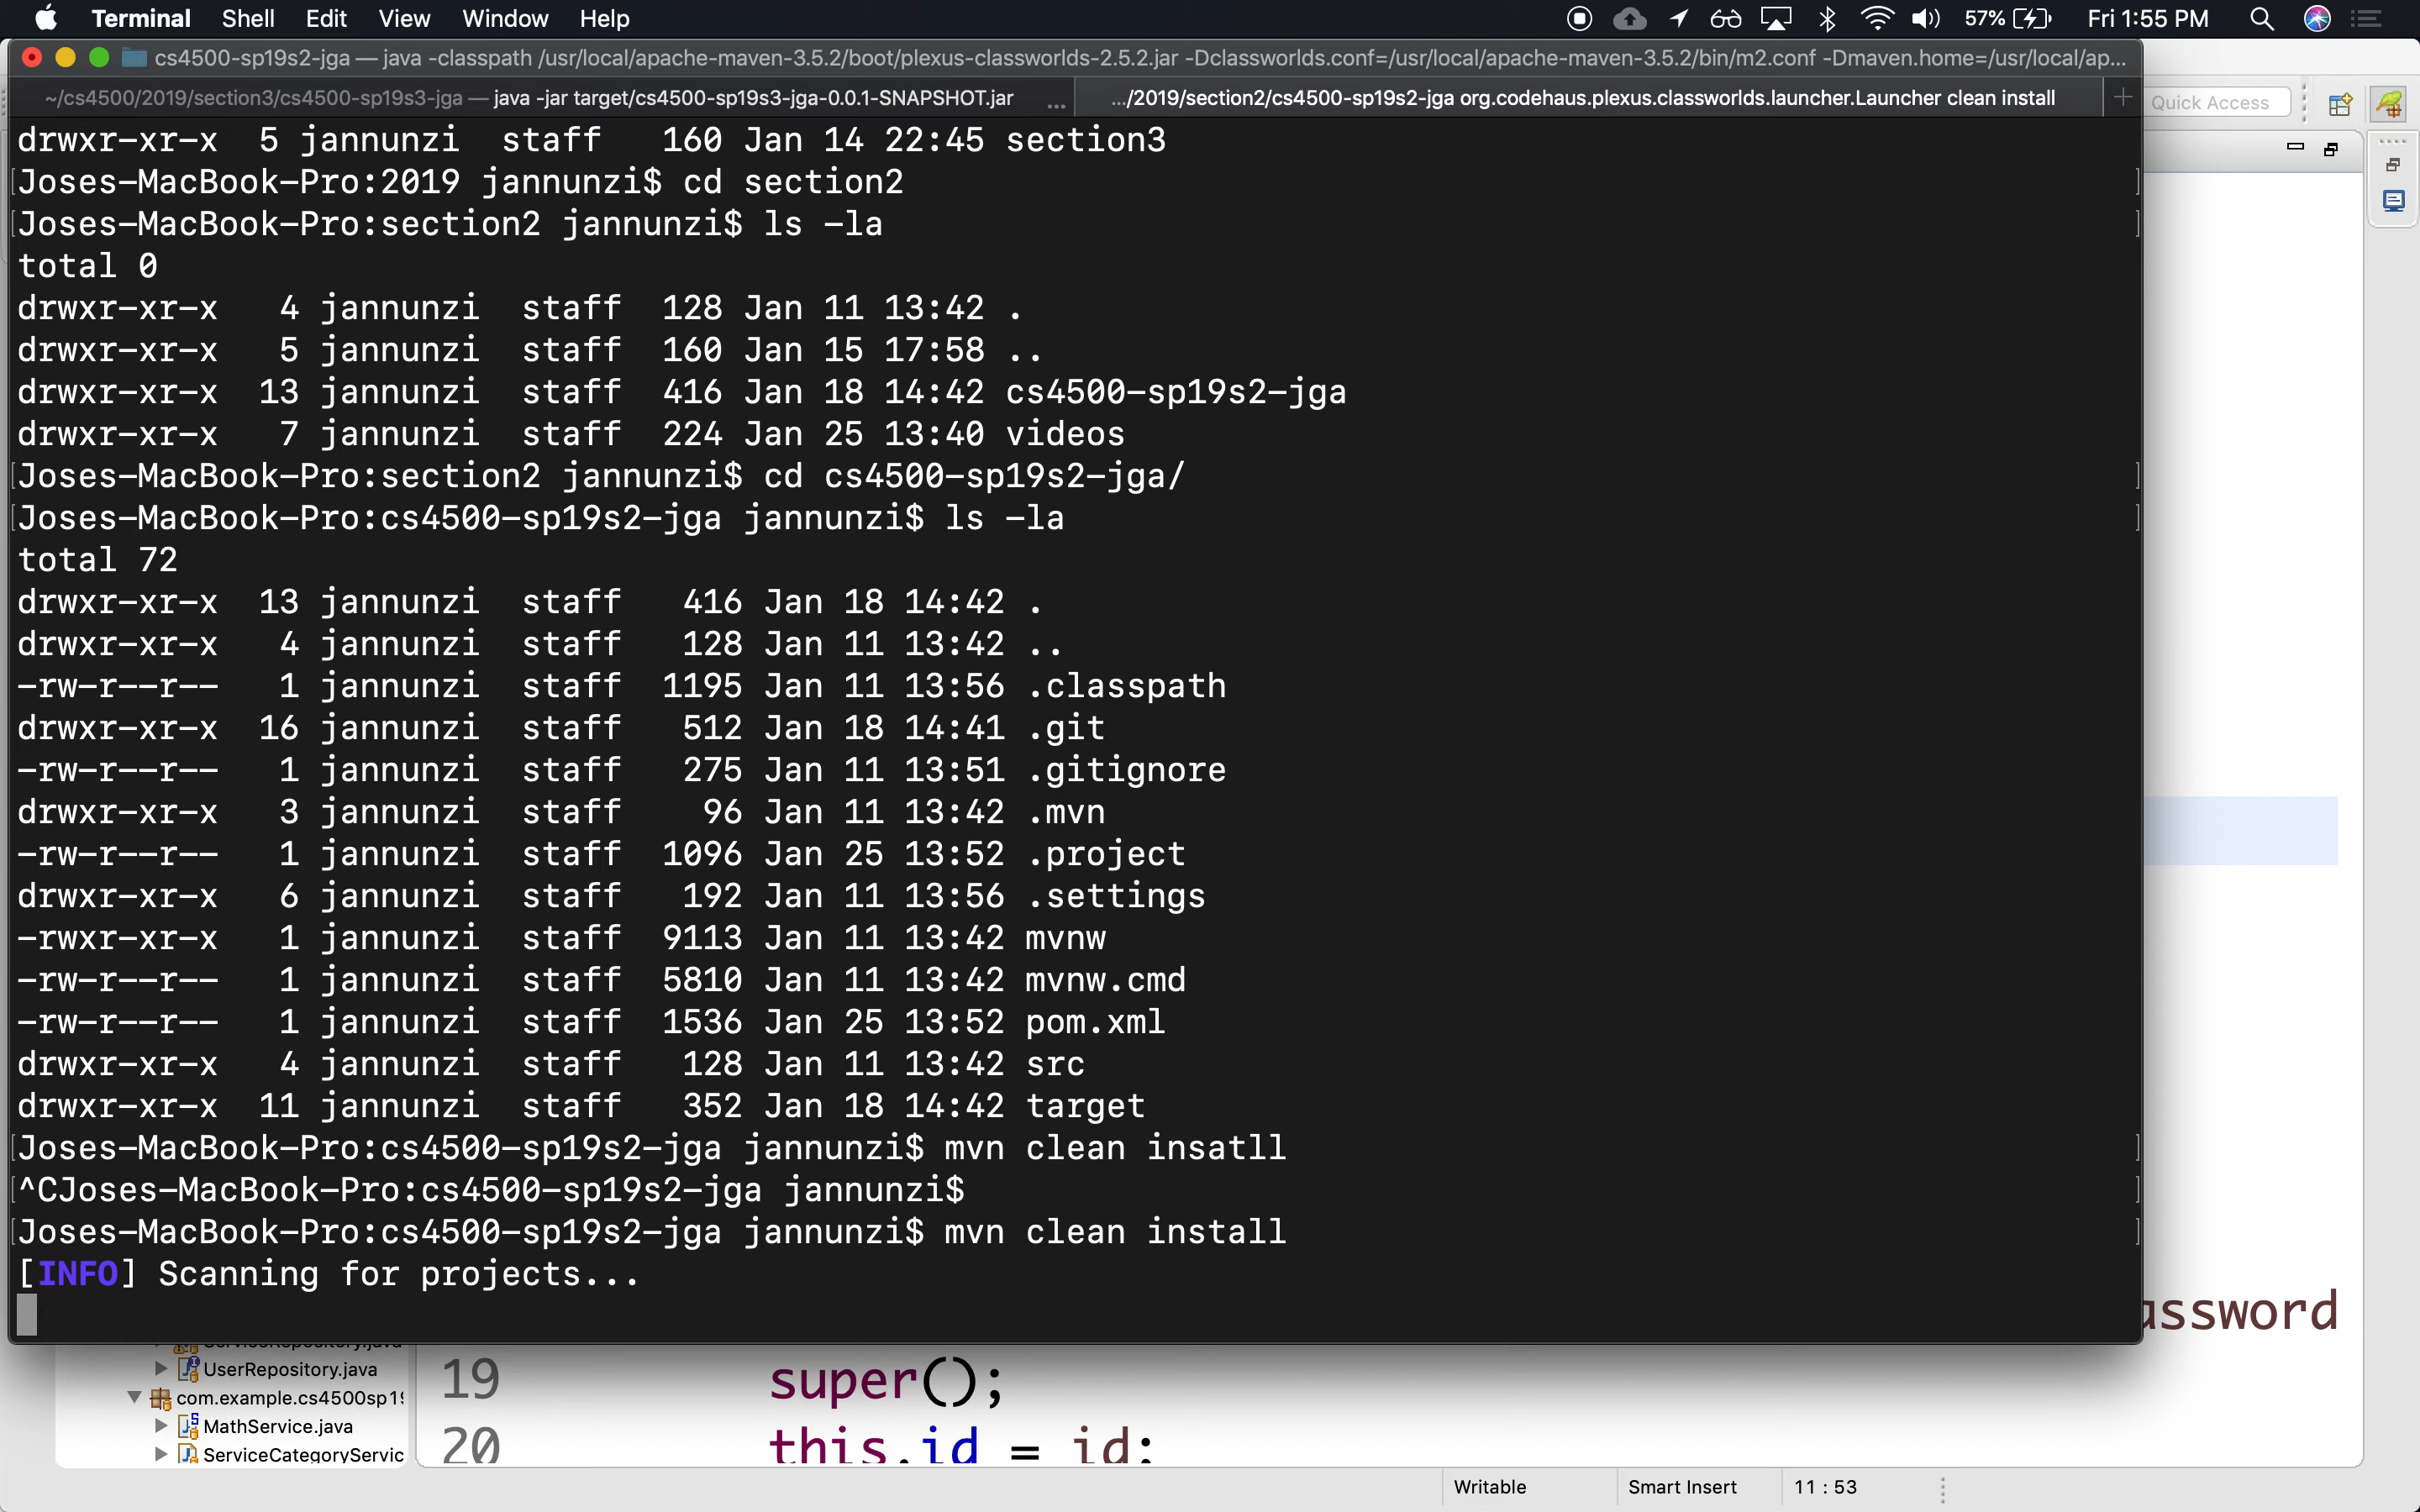 Terminal Shell Edit View Window Help 57% Fri 1:55 PM
cs4500-sp19s2-jga — java -classpath /usr/local/apache-maven-3.5.2/boot/plexus-classworlds-2.5.2.jar -Dclassworlds.conf=/usr/local/apache-maven-3.5.2/bin/m2.conf -Dmaven.home=/usr/local/ap...
~/cs4500/2019/section3/cs4500-sp19s3-jga — java -jar target/cs4500-sp19s3-jga-0.0.1-SNAPSHOT.jar ... .../2019/section2/cs4500-sp19s2-jga org.codehaus.plexus.classworlds.launcher.Launcher clean install + Quick Access
drwxr-xr-x  5 jannunzi  staff   160 Jan 14 22:45 section3
[Joses-MacBook-Pro:2019 jannunzi$ cd section2 ]
[Joses-MacBook-Pro:section2 jannunzi$ ls -la ]
total 0
drwxr-xr-x   4 jannunzi  staff  128 Jan 11 13:42 .
drwxr-xr-x   5 jannunzi  staff  160 Jan 15 17:58 ..
drwxr-xr-x  13 jannunzi  staff  416 Jan 18 14:42 cs4500-sp19s2-jga
drwxr-xr-x   7 jannunzi  staff  224 Jan 25 13:40 videos
[Joses-MacBook-Pro:section2 jannunzi$ cd cs4500-sp19s2-jga/ ]
[Joses-MacBook-Pro:cs4500-sp19s2-jga jannunzi$ ls -la ]
total 72
drwxr-xr-x  13 jannunzi  staff   416 Jan 18 14:42 .
drwxr-xr-x   4 jannunzi  staff   128 Jan 11 13:42 ..
-rw-r--r--   1 jannunzi  staff  1195 Jan 11 13:56 .classpath
drwxr-xr-x  16 jannunzi  staff   512 Jan 18 14:41 .git
-rw-r--r--   1 jannunzi  staff   275 Jan 11 13:51 .gitignore
drwxr-xr-x   3 jannunzi  staff    96 Jan 11 13:42 .mvn
-rw-r--r--   1 jannunzi  staff  1096 Jan 25 13:52 .project
drwxr-xr-x   6 jannunzi  staff   192 Jan 11 13:56 .settings
-rwxr-xr-x   1 jannunzi  staff  9113 Jan 11 13:42 mvnw
-rw-r--r--   1 jannunzi  staff  5810 Jan 11 13:42 mvnw.cmd
-rw-r--r--   1 jannunzi  staff  1536 Jan 25 13:52 pom.xml
drwxr-xr-x   4 jannunzi  staff   128 Jan 11 13:42 src
drwxr-xr-x  11 jannunzi  staff   352 Jan 18 14:42 target
[Joses-MacBook-Pro:cs4500-sp19s2-jga jannunzi$ mvn clean insatll ]
[^CJoses-MacBook-Pro:cs4500-sp19s2-jga jannunzi$ ]
[Joses-MacBook-Pro:cs4500-sp19s2-jga jannunzi$ mvn clean install ]
[INFO] Scanning for projects...
assword
UserRepository.java
com.example.cs4500sp19
MathService.java
ServiceCategoryServic
19 super();
20 this.id = id;
Writable Smart Insert 11 : 53